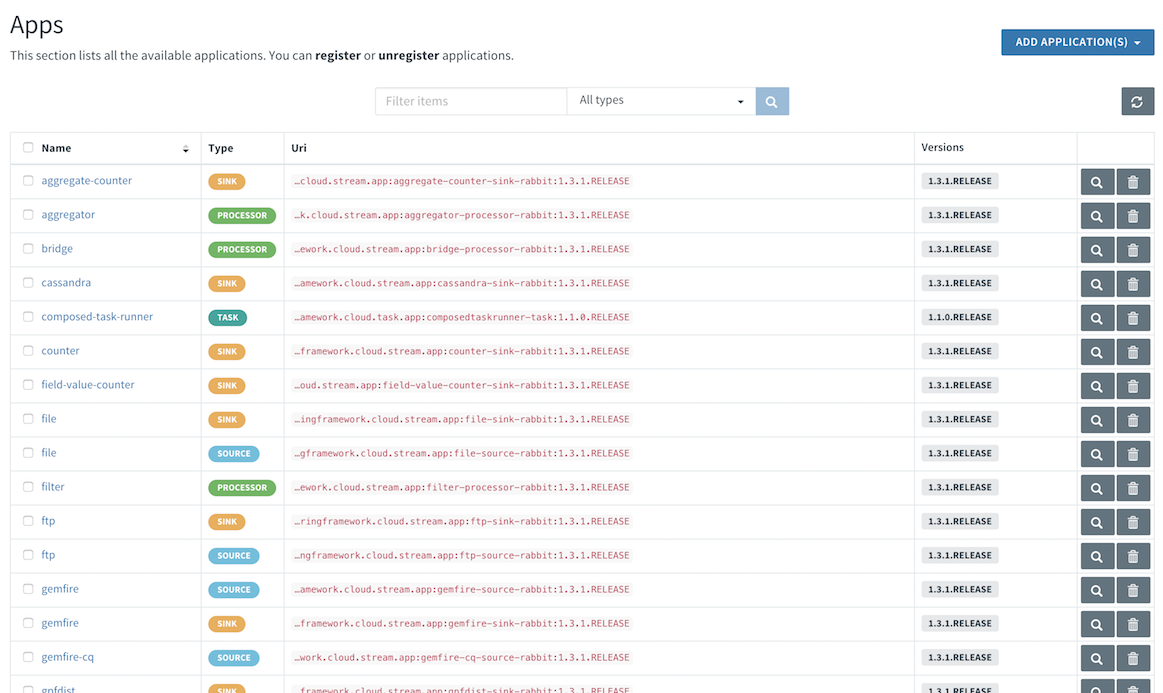 Apps
This section lists all the available applications. You can register or unregister applications.
ADD APPLICATION(S)
Filter items All types
Name Type Uri Versions
aggregate-counter SINK …cloud.stream.app:aggregate-counter-sink-rabbit:1.3.1.RELEASE 1.3.1.RELEASE
aggregator PROCESSOR …k.cloud.stream.app:aggregator-processor-rabbit:1.3.1.RELEASE 1.3.1.RELEASE
bridge PROCESSOR …ework.cloud.stream.app:bridge-processor-rabbit:1.3.1.RELEASE 1.3.1.RELEASE
cassandra SINK …amework.cloud.stream.app:cassandra-sink-rabbit:1.3.1.RELEASE 1.3.1.RELEASE
composed-task-runner TASK …amework.cloud.task.app:composedtaskrunner-task:1.1.0.RELEASE 1.1.0.RELEASE
counter SINK …framework.cloud.stream.app:counter-sink-rabbit:1.3.1.RELEASE 1.3.1.RELEASE
field-value-counter SINK …oud.stream.app:field-value-counter-sink-rabbit:1.3.1.RELEASE 1.3.1.RELEASE
file SINK …ingframework.cloud.stream.app:file-sink-rabbit:1.3.1.RELEASE 1.3.1.RELEASE
file SOURCE …gframework.cloud.stream.app:file-source-rabbit:1.3.1.RELEASE 1.3.1.RELEASE
filter PROCESSOR …ework.cloud.stream.app:filter-processor-rabbit:1.3.1.RELEASE 1.3.1.RELEASE
ftp SINK …ringframework.cloud.stream.app:ftp-sink-rabbit:1.3.1.RELEASE 1.3.1.RELEASE
ftp SOURCE …ngframework.cloud.stream.app:ftp-source-rabbit:1.3.1.RELEASE 1.3.1.RELEASE
gemfire SOURCE …amework.cloud.stream.app:gemfire-source-rabbit:1.3.1.RELEASE 1.3.1.RELEASE
gemfire SINK …framework.cloud.stream.app:gemfire-sink-rabbit:1.3.1.RELEASE 1.3.1.RELEASE
gemfire-cq SOURCE …work.cloud.stream.app:gemfire-cq-source-rabbit:1.3.1.RELEASE 1.3.1.RELEASE
gpfdist SINK …framework.cloud.stream.app:gpfdist-sink-rabbit:1.3.1.RELEASE 1.3.1.RELEASE